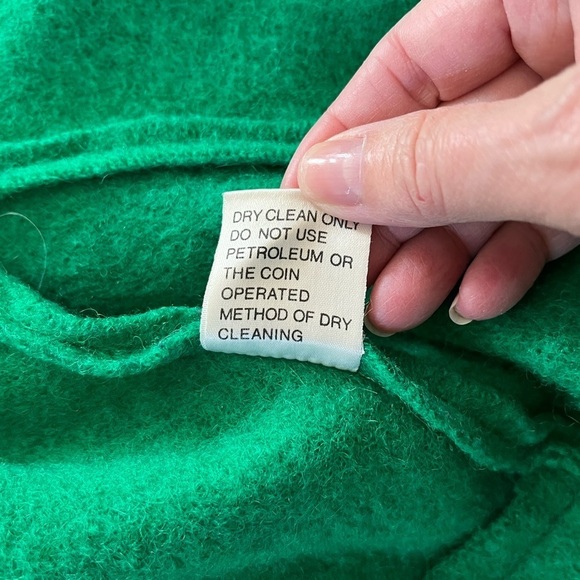 DRY CLEAN ONLY
DO NOT USE
PETROLEUM OR
THE COIN
OPERATED
METHOD OF DRY
CLEANING